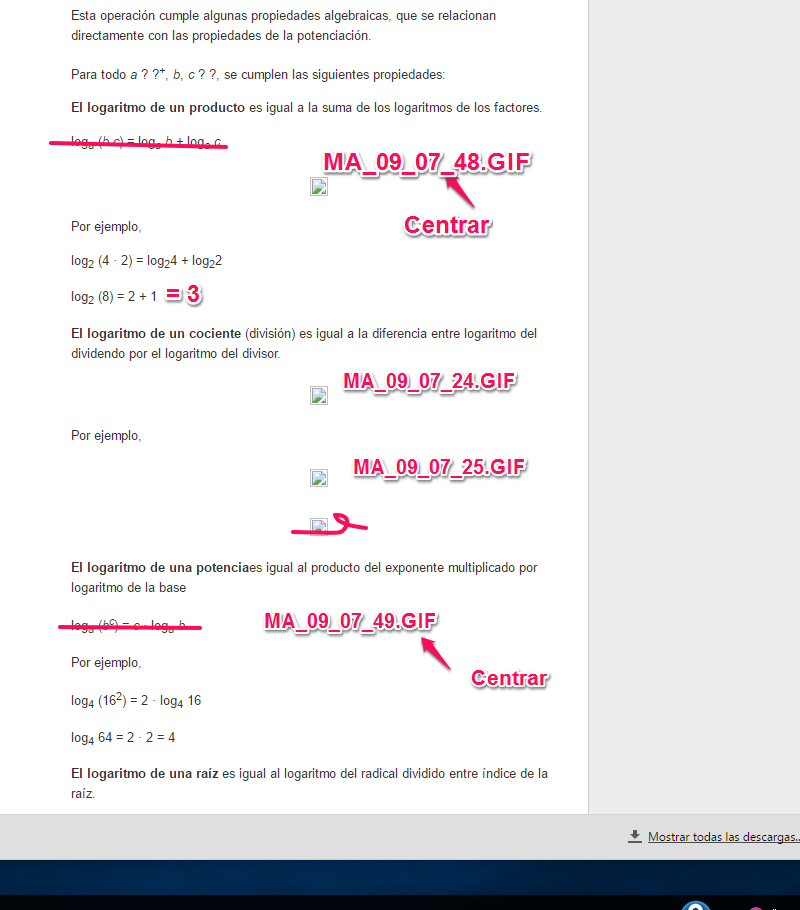 Esta operación cumple algunas propiedades algebraicas, que se relacionan
directamente con las propiedades de la potenciación.
Para todo a ? ?⁺, b, c ? ?, se cumplen las siguientes propiedades:
El logaritmo de un producto es igual a la suma de los logaritmos de los factores.
logₐ (b·c) = logₐ b + logₐ c
MA_09_07_48.GIF
Centrar
Por ejemplo,
log₂ (4 · 2) = log₂4 + log₂2
log₂ (8) = 2 + 1 = 3
El logaritmo de un cociente (división) es igual a la diferencia entre logaritmo del
dividendo por el logaritmo del divisor.
MA_09_07_24.GIF
Por ejemplo,
MA_09_07_25.GIF
El logaritmo de una potenciaes igual al producto del exponente multiplicado por
logaritmo de la base
logₐ (bᶜ) = c · logₐ b
MA_09_07_49.GIF
Centrar
Por ejemplo,
log₄ (16²) = 2 · log₄ 16
log₄ 64 = 2 · 2 = 4
El logaritmo de una raíz es igual al logaritmo del radical dividido entre índice de la
raíz.
Mostrar todas las descargas..